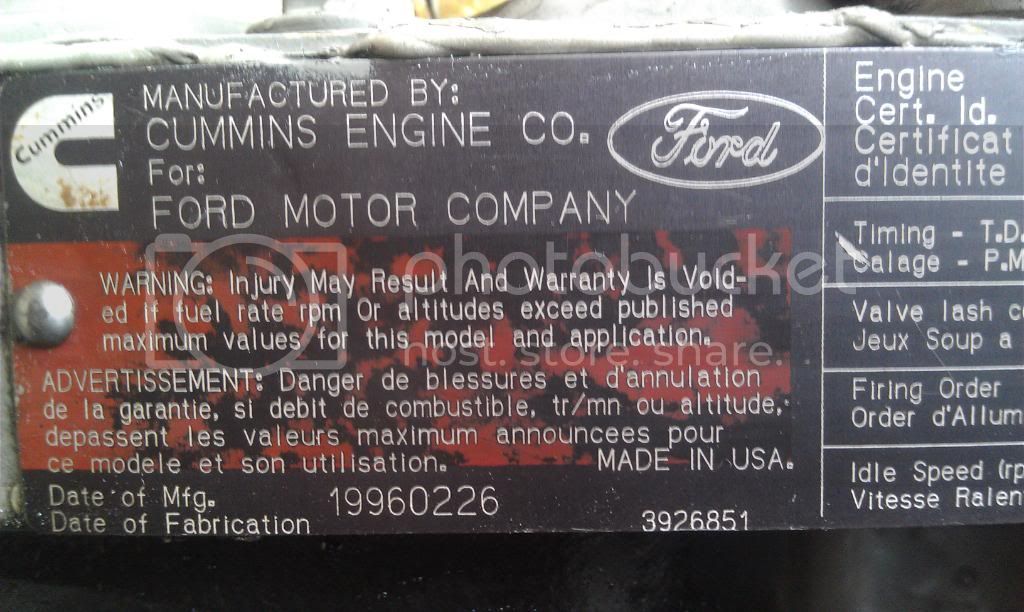 Cummins
MANUFACTURED BY:
CUMMINS ENGINE CO.
For:
FORD MOTOR COMPANY
Ford
WARNING: Injury May Result And Warranty Is Void-
ed if fuel rate rpm Or altitudes exceed published
maximum values for this model and application.
ADVERTISSEMENT: Danger de blessures et d'annulation
de la garantie, si debit de combustible, tr/mn ou altitude,
depassent les valeurs maximum announcees pour
ce modele et son utilisation.
MADE IN USA.
Date of Mfg.
Date of Fabrication
19960226
3926851
Engine
Cert. Id.
Certificat
d'Identite
Timing - T.D.
Calage - P.M
Valve lash c
Jeux Soup a
Firing Order
Order d'Allum
Idle Speed (rp
Vitesse Ralen
photobucket
host. store. share.